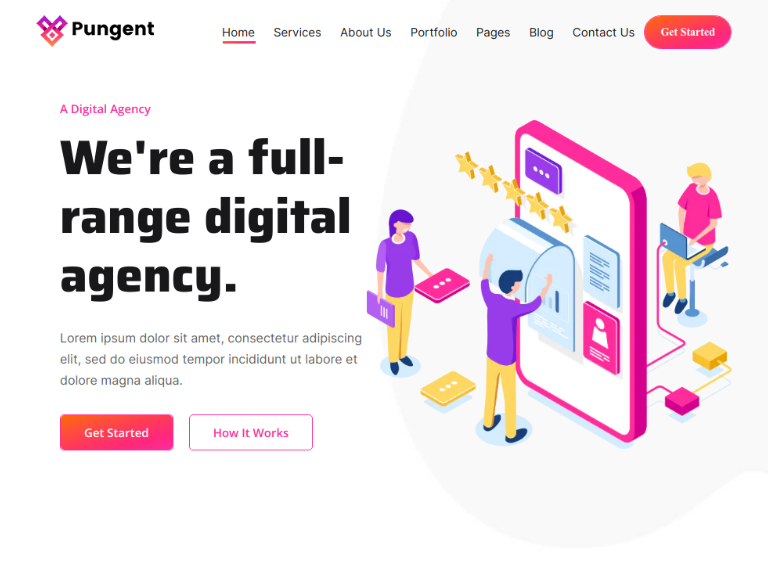 Pungent
Home Services About Us Portfolio Pages Blog Contact Us Get Started
A Digital Agency
We're a full-
range digital
agency.
Lorem ipsum dolor sit amet, consectetur adipiscing
elit, sed do eiusmod tempor incididunt ut labore et
dolore magna aliqua.
Get Started How It Works